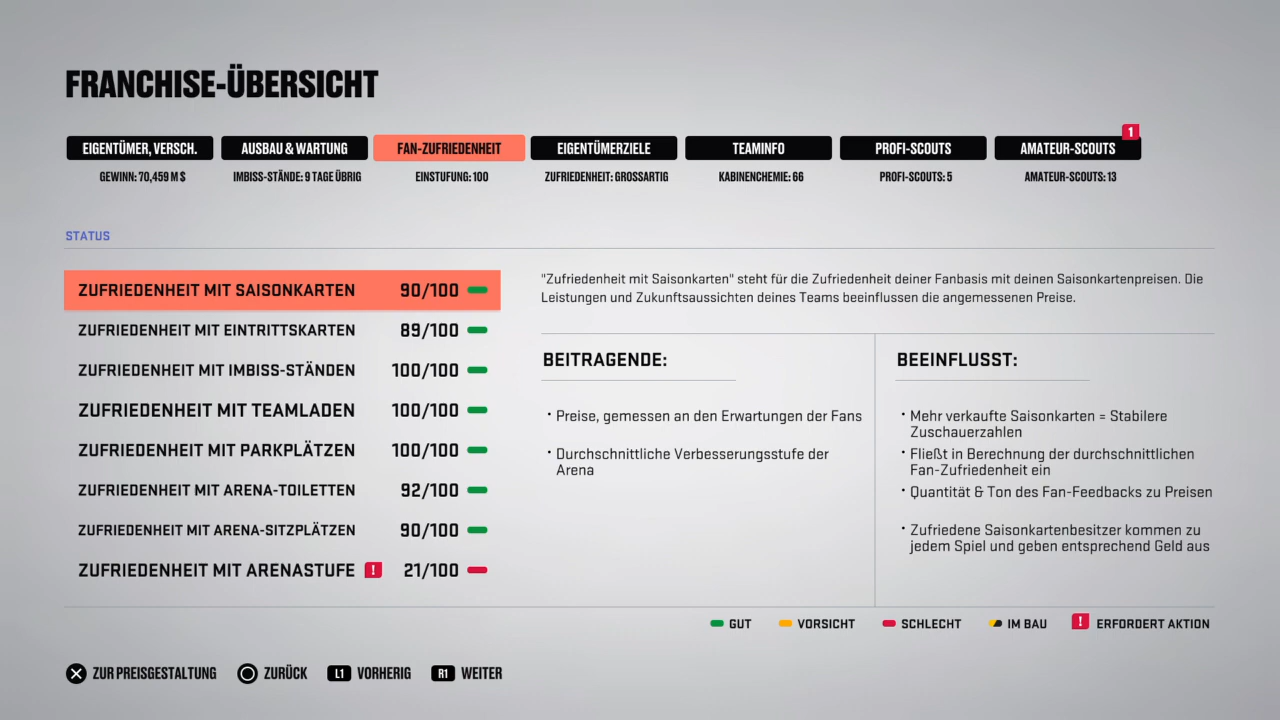 FRANCHISE-ÜBERSICHT
1
EIGENTÜMER, VERSCH. AUSBAU & WARTUNG FAN-ZUFRIEDENHEIT EIGENTÜMERZIELE TEAMINFO PROFI-SCOUTS AMATEUR-SCOUTS
GEWINN: 70,459 M $ IMBISS-STÄNDE: 9 TAGE ÜBRIG EINSTUFUNG: 100 ZUFRIEDENHEIT: GROSSARTIG KABINENCHEMIE: 66 PROFI-SCOUTS: 5 AMATEUR-SCOUTS: 13
STATUS
ZUFRIEDENHEIT MIT SAISONKARTEN 90/100
ZUFRIEDENHEIT MIT EINTRITTSKARTEN 89/100
ZUFRIEDENHEIT MIT IMBISS-STÄNDEN 100/100
ZUFRIEDENHEIT MIT TEAMLADEN 100/100
ZUFRIEDENHEIT MIT PARKPLÄTZEN 100/100
ZUFRIEDENHEIT MIT ARENA-TOILETTEN 92/100
ZUFRIEDENHEIT MIT ARENA-SITZPLÄTZEN 90/100
ZUFRIEDENHEIT MIT ARENASTUFE ! 21/100
"Zufriedenheit mit Saisonkarten" steht für die Zufriedenheit deiner Fanbasis mit deinen Saisonkartenpreisen. Die
Leistungen und Zukunftsaussichten deines Teams beeinflussen die angemessenen Preise.
BEITRAGENDE:
• Preise, gemessen an den Erwartungen der Fans
• Durchschnittliche Verbesserungsstufe der
Arena
BEEINFLUSST:
• Mehr verkaufte Saisonkarten = Stabilere
Zuschauerzahlen
• Fließt in Berechnung der durchschnittlichen
Fan-Zufriedenheit ein
• Quantität & Ton des Fan-Feedbacks zu Preisen
• Zufriedene Saisonkartenbesitzer kommen zu
jedem Spiel und geben entsprechend Geld aus
GUT VORSICHT SCHLECHT IM BAU ! ERFORDERT AKTION
ZUR PREISGESTALTUNG ZURÜCK L1 VORHERIG R1 WEITER